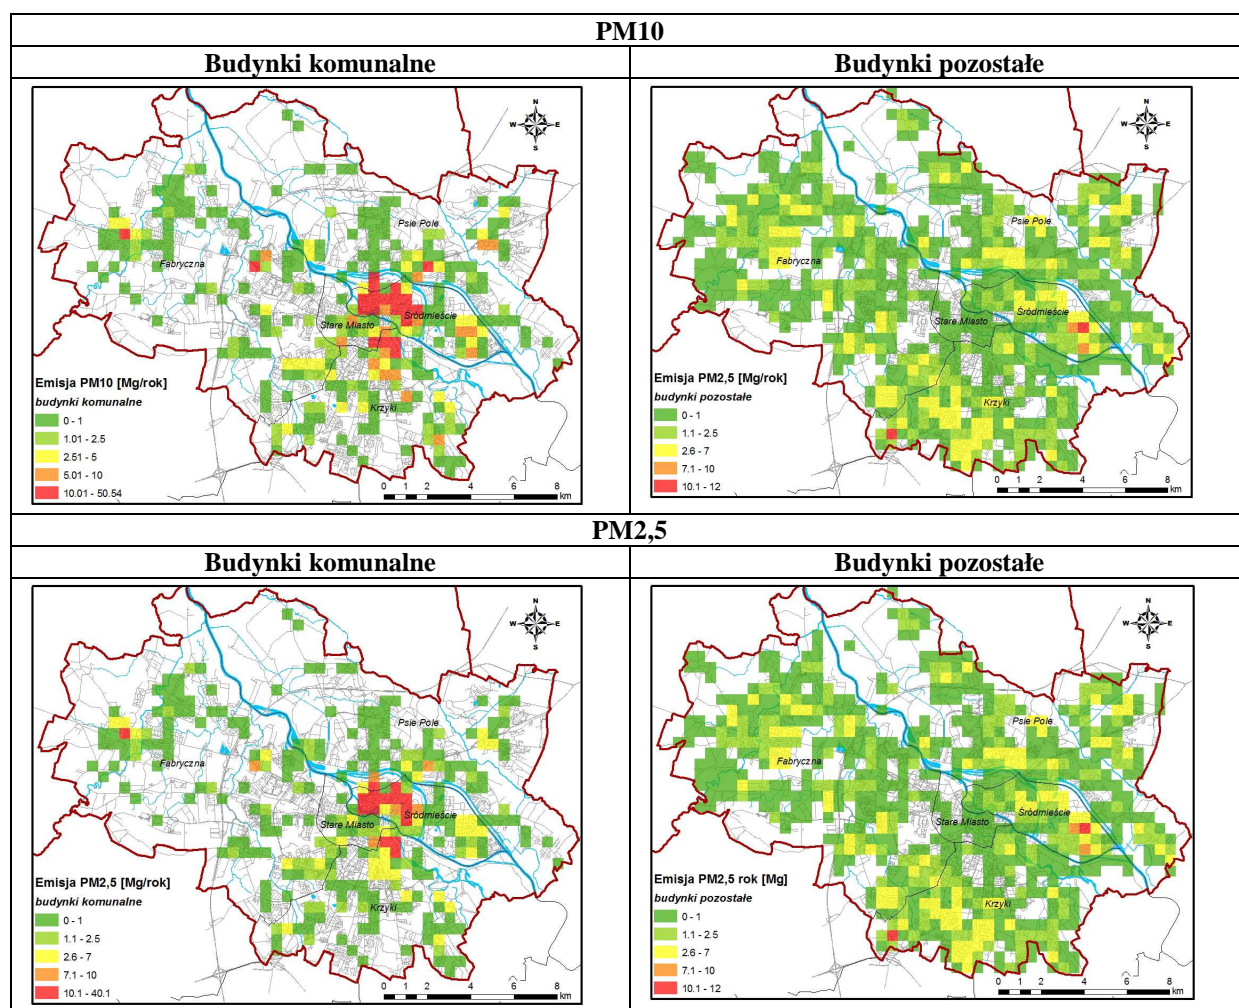 PM10
Budynki komunalne
Budynki pozostałe
N
W E
S
Psie Pole
Fabryczna
Śródmieście
Stare Miasto
Krzyki
Emisja PM10 [Mg/rok]
budynki komunalne
0 - 1
1.01 - 2.5
2.51 - 5
5.01 - 10
10.01 - 50.54
0 1 2 4 6 8
km
N
W E
S
Psie Pole
Fabryczna
Śródmieście
Stare Miasto
Krzyki
Emisja PM2,5 [Mg/rok]
budynki pozostałe
0 - 1
1.1 - 2.5
2.6 - 7
7.1 - 10
10.1 - 12
0 1 2 4 6 8
km
PM2,5
Budynki komunalne
Budynki pozostałe
N
W E
S
Psie Pole
Fabryczna
Śródmieście
Stare Miasto
Krzyki
Emisja PM2,5 [Mg/rok]
budynki komunalne
0 - 1
1.1 - 2.5
2.6 - 7
7.1 - 10
10.1 - 40.1
0 1 2 4 6 8
km
N
W E
S
Psie Pole
Fabryczna
Śródmieście
Stare Miasto
Krzyki
Emisja PM2,5 rok [Mg]
budynki pozostałe
0 - 1
1.1 - 2.5
2.6 - 7
7.1 - 10
10.1 - 12
0 1 2 4 6 8
km